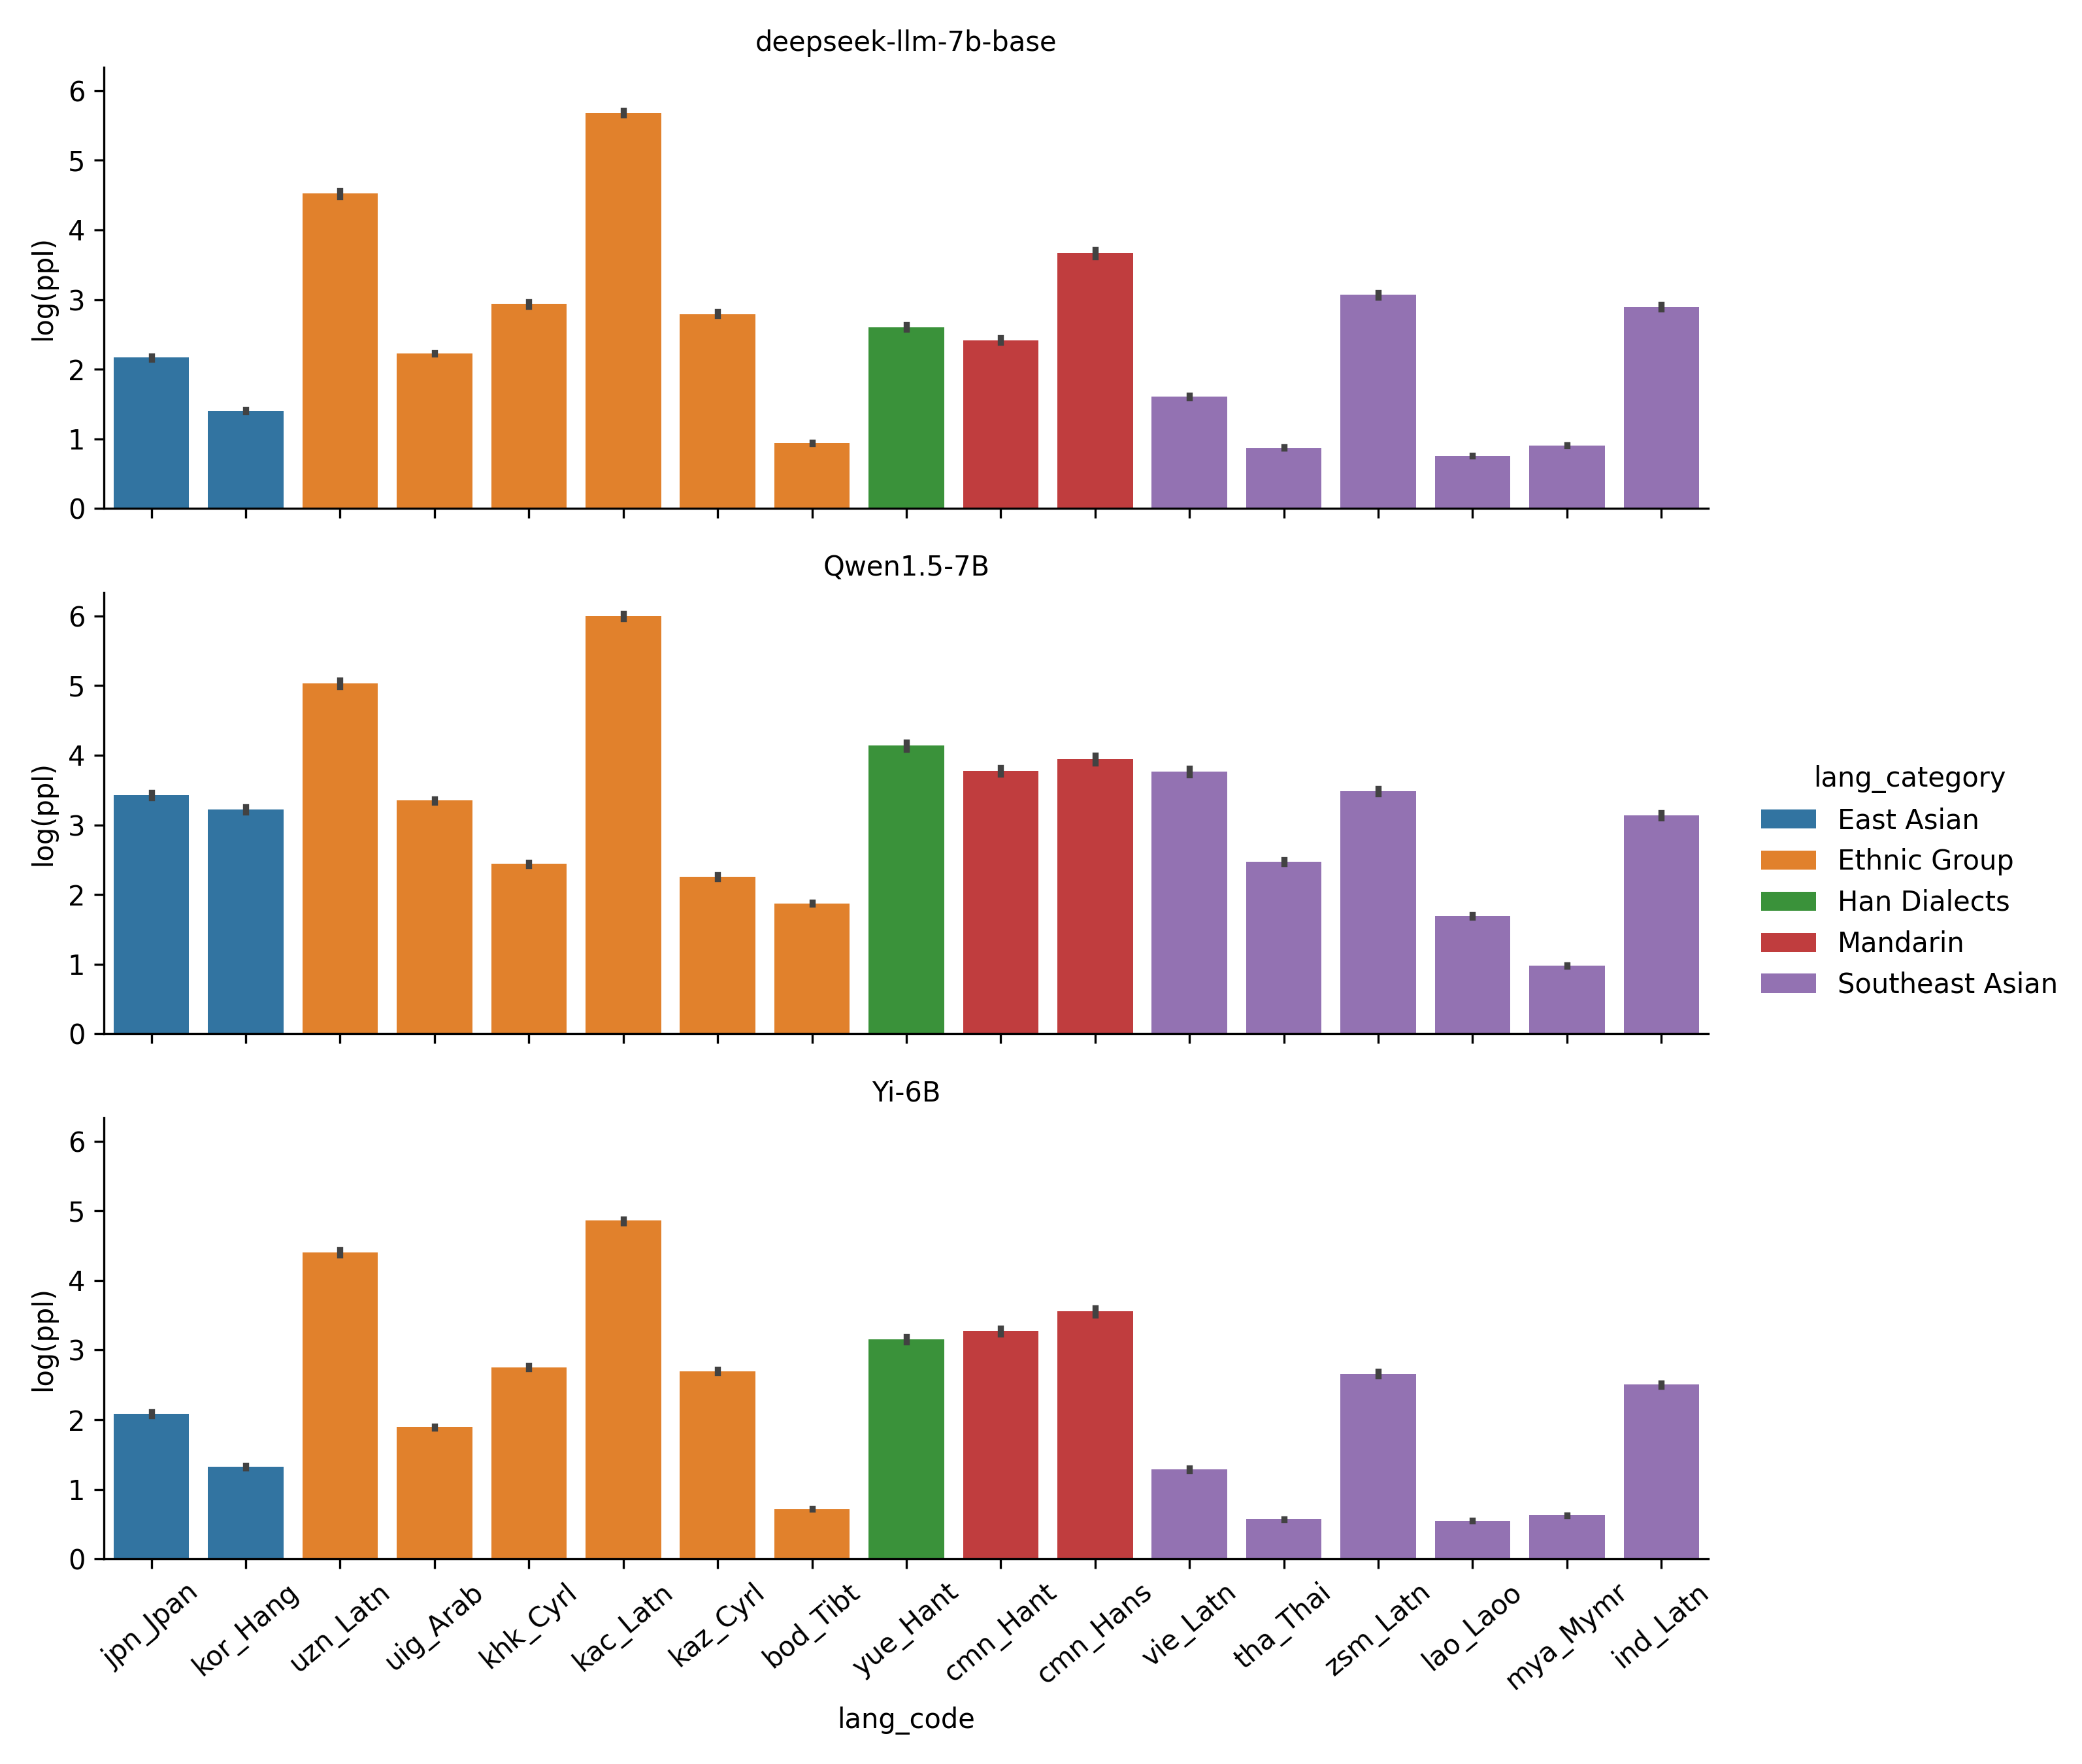 deepseek-llm-7b-base
6
5
4
3
2
1
0
log(ppl)
Qwen1.5-7B
6
5
4
3
2
1
0
log(ppl)
lang_category
East Asian
Ethnic Group
Han Dialects
Mandarin
Southeast Asian
Yi-6B
6
5
4
3
2
1
0
log(ppl)
jpn_Jpan
kor_Hang
uzn_Latn
uig_Arab
khk_Cyrl
kac_Latn
kaz_Cyrl
bod_Tibt
yue_Hant
cmn_Hant
cmn_Hans
vie_Latn
tha_Thai
zsm_Latn
lao_Laoo
mya_Mymr
ind_Latn
lang_code